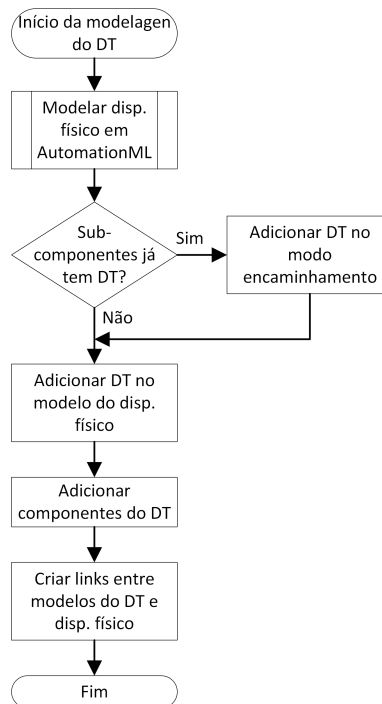 Início da modelagen
do DT
Modelar disp.
físico em
AutomationML
Sub-
componentes já
tem DT?
Sim
Adicionar DT no
modo
encaminhamento
Não
Adicionar DT no
modelo do disp.
físico
Adicionar
componentes do DT
Criar links entre
modelos do DT e
disp. físico
Fim